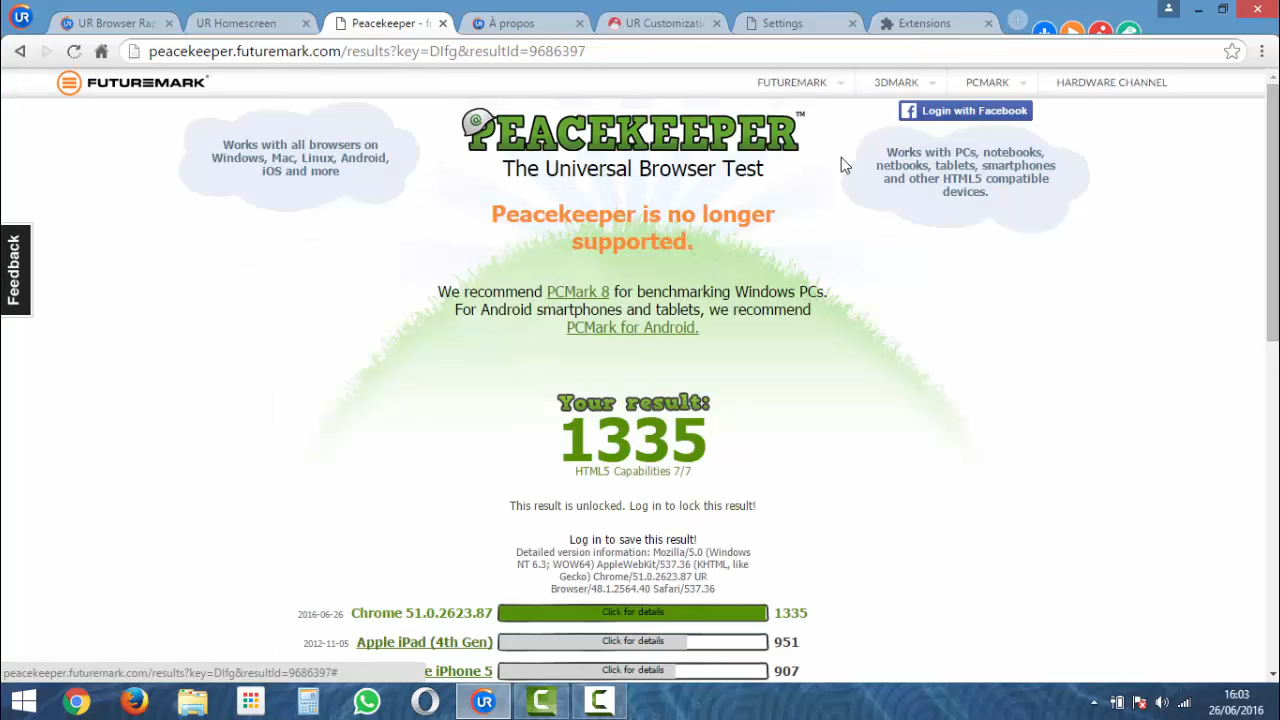 UR Browser Rap
UR Homescreen
Peacekeeper - fr
À propos
UR Customizati
Settings
Extensions
peacekeeper.futuremark.com/results?key=DIfg&resultId=9686397
FUTUREMARK
FUTUREMARK
3DMARK
PCMARK
HARDWARE CHANNEL
Login with Facebook
Works with all browsers on
Windows, Mac, Linux, Android,
iOS and more
PEACEKEEPER™
The Universal Browser Test
Works with PCs, notebooks,
netbooks, tablets, smartphones
and other HTML5 compatible
devices.
Peacekeeper is no longer
supported.
Feedback
We recommend PCMark 8 for benchmarking Windows PCs.
For Android smartphones and tablets, we recommend
PCMark for Android.
Your result:
1335
HTML5 Capabilities 7/7
This result is unlocked. Log in to lock this result!
Log in to save this result!
Detailed version information: Mozilla/5.0 (Windows
NT 6.3; WOW64) AppleWebKit/537.36 (KHTML, like
Gecko) Chrome/51.0.2623.87 UR
Browser/48.1.2564.40 Safari/537.36
2016-06-26 Chrome 51.0.2623.87 Click for details 1335
2012-11-05 Apple iPad (4th Gen) Click for details 951
e iPhone 5 Click for details 907
peacekeeper.futuremark.com/results?key=DIfg&resultId=9686397#
UR
16:03
26/06/2016